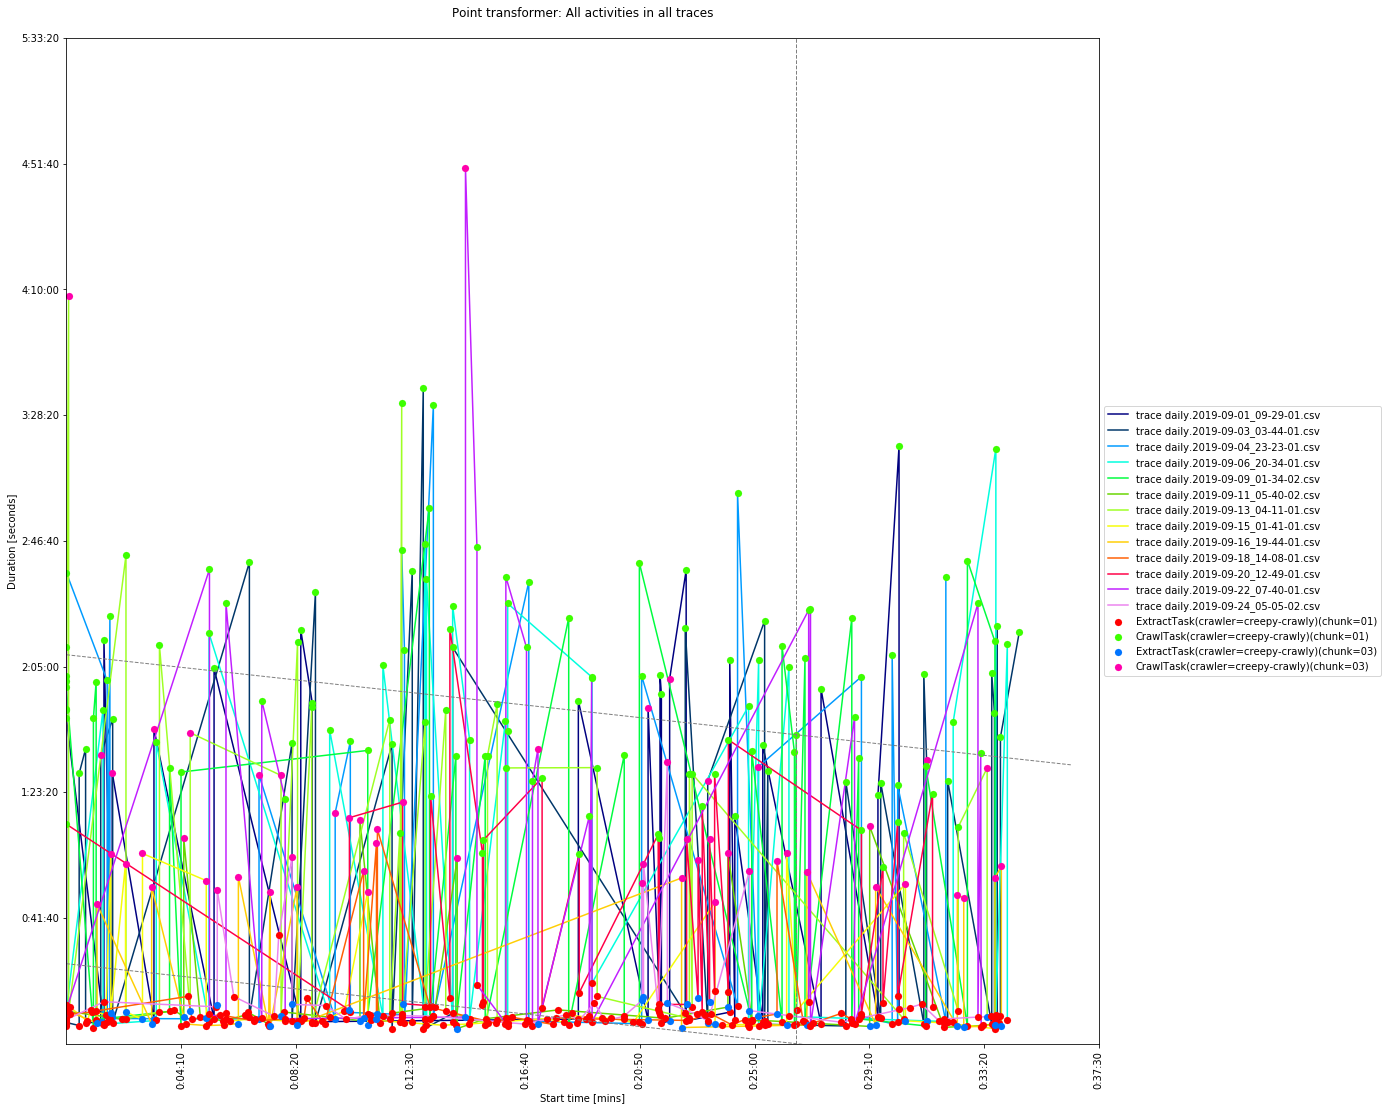 Point transformer: All activities in all traces
5:33:20
4:51:40
4:10:00
3:28:20
2:46:40
2:05:00
1:23:20
0:41:40
Duration [seconds]
0:04:10
0:08:20
0:12:30
0:16:40
0:20:50
0:25:00
0:29:10
0:33:20
0:37:30
Start time [mins]
trace daily.2019-09-01_09-29-01.csv
trace daily.2019-09-03_03-44-01.csv
trace daily.2019-09-04_23-23-01.csv
trace daily.2019-09-06_20-34-01.csv
trace daily.2019-09-09_01-34-02.csv
trace daily.2019-09-11_05-40-02.csv
trace daily.2019-09-13_04-11-01.csv
trace daily.2019-09-15_01-41-01.csv
trace daily.2019-09-16_19-44-01.csv
trace daily.2019-09-18_14-08-01.csv
trace daily.2019-09-20_12-49-01.csv
trace daily.2019-09-22_07-40-01.csv
trace daily.2019-09-24_05-05-02.csv
ExtractTask(crawler=creepy-crawly)(chunk=01)
CrawlTask(crawler=creepy-crawly)(chunk=01)
ExtractTask(crawler=creepy-crawly)(chunk=03)
CrawlTask(crawler=creepy-crawly)(chunk=03)